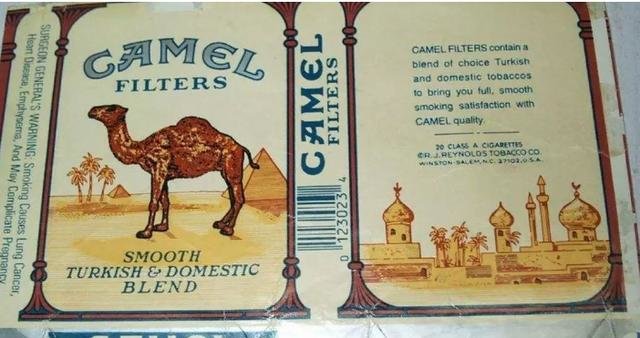 SURGEON GENERAL'S WARNING: Smoking Causes Lung Cancer,
Heart Disease, Emphysema, And May Complicate Pregnancy.
CAMEL
FILTERS
SMOOTH
TURKISH & DOMESTIC
BLEND
CAMEL
FILTERS
0 123023 4
CAMEL FILTERS contain a
blend of choice Turkish
and domestic tobaccos
to bring you full, smooth
smoking satisfaction with
CAMEL quality.
20 CLASS A CIGARETTES
©R.J. REYNOLDS TOBACCO CO.
WINSTON-SALEM, N.C. 27102, U.S.A.